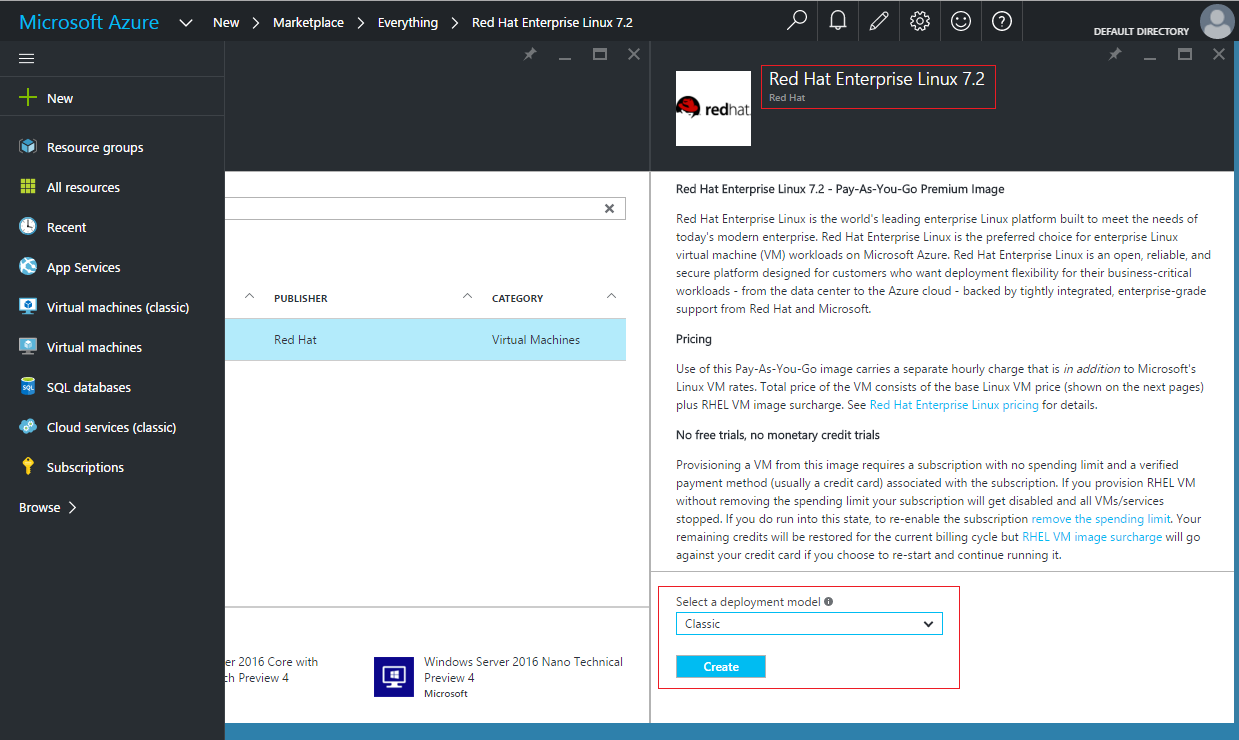 Microsoft Azure New Marketplace Everything Red Hat Enterprise Linux 7.2
DEFAULT DIRECTORY
New
Resource groups
All resources
Recent
App Services
Virtual machines (classic)
Virtual machines
SQL databases
Cloud services (classic)
Subscriptions
Browse
PUBLISHER CATEGORY
Red Hat Virtual Machines
er 2016 Core with
ch Preview 4
Windows Server 2016 Nano Technical
Preview 4
Microsoft
redhat.
Red Hat Enterprise Linux 7.2
Red Hat
Red Hat Enterprise Linux 7.2 - Pay-As-You-Go Premium Image
Red Hat Enterprise Linux is the world's leading enterprise Linux platform built to meet the needs of
today's modern enterprise. Red Hat Enterprise Linux is the preferred choice for enterprise Linux
virtual machine (VM) workloads on Microsoft Azure. Red Hat Enterprise Linux is an open, reliable, and
secure platform designed for customers who want deployment flexibility for their business-critical
workloads - from the data center to the Azure cloud - backed by tightly integrated, enterprise-grade
support from Red Hat and Microsoft.
Pricing
Use of this Pay-As-You-Go image carries a separate hourly charge that is in addition to Microsoft's
Linux VM rates. Total price of the VM consists of the base Linux VM price (shown on the next pages)
plus RHEL VM image surcharge. See Red Hat Enterprise Linux pricing for details.
No free trials, no monetary credit trials
Provisioning a VM from this image requires a subscription with no spending limit and a verified
payment method (usually a credit card) associated with the subscription. If you provision RHEL VM
without removing the spending limit your subscription will get disabled and all VMs/services
stopped. If you do run into this state, to re-enable the subscription remove the spending limit. Your
remaining credits will be restored for the current billing cycle but RHEL VM image surcharge will go
against your credit card if you choose to re-start and continue running it.
Select a deployment model
Classic
Create